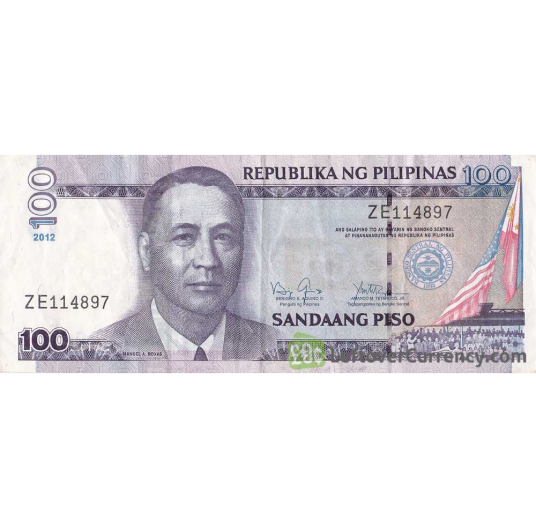 REPUBLIKA NG PILIPINAS 100
100
ZE114897
2012
ANG SALAPING ITO AY BAYARIN NG BANGKO SENTRAL
AT PINANANAGUTAN NG REPUBLIKA NG PILIPINAS
ZE114897
BENIGNO S. AQUINO III
AMANDO M. TETANGCO, JR.
Pangulo ng Pilipinas
Tagapangasiwa ng Bangko Sentral
SANDAANG PISO
100
MANUEL A. ROXAS
leftovercurrency.com